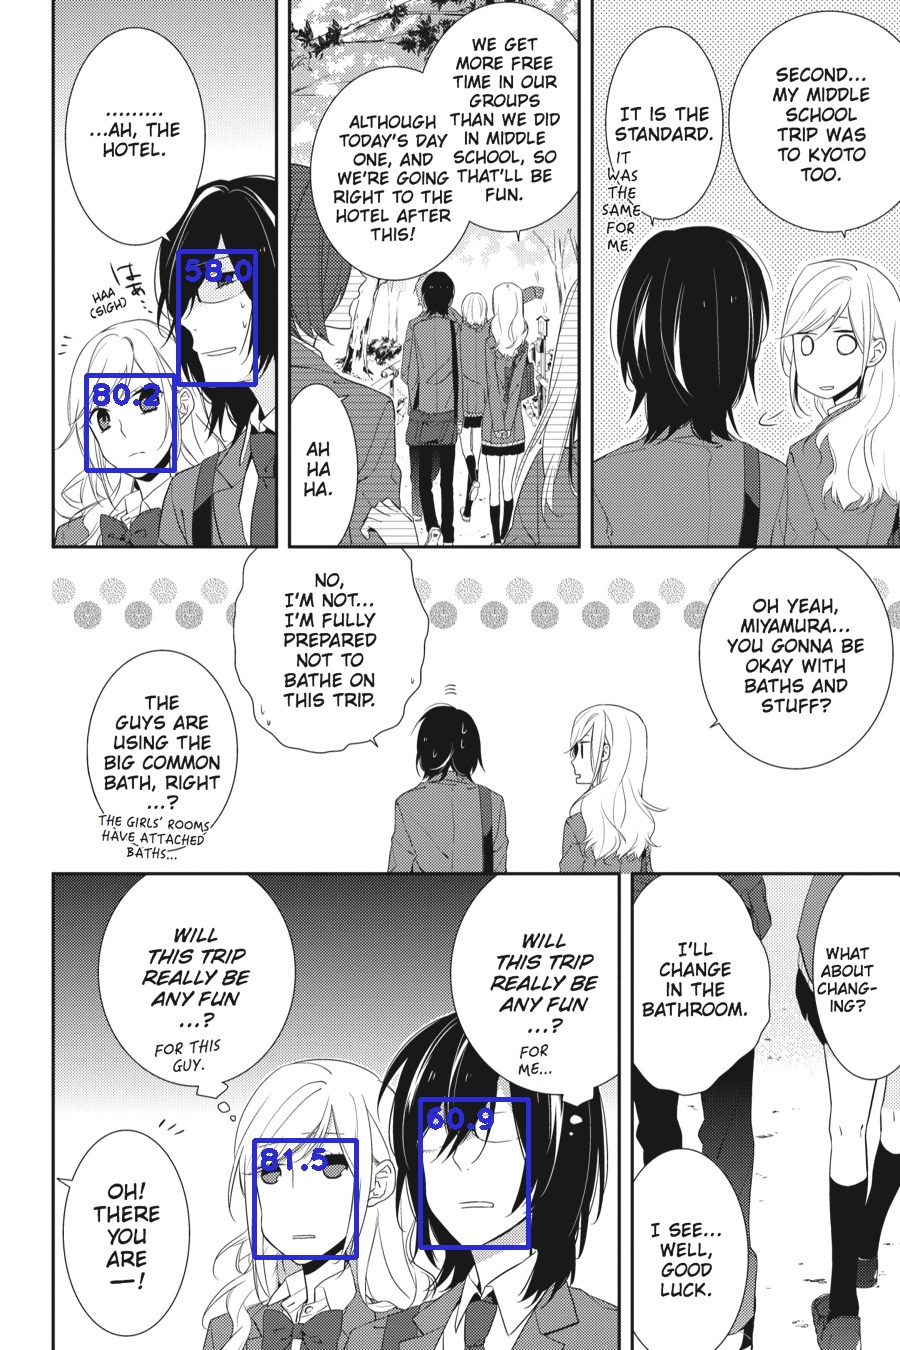 SECOND...
MY MIDDLE
SCHOOL
TRIP WAS
TO KYOTO
TOO.
IT IS THE
STANDARD.
IT
WAS
THE
SAME
FOR
ME.
WE GET
MORE FREE
TIME IN OUR
GROUPS
THAN WE DID
IN MIDDLE
SCHOOL, SO
THAT'LL BE
FUN.
ALTHOUGH
TODAY'S DAY
ONE, AND
WE'RE GOING
RIGHT TO THE
HOTEL AFTER
THIS!
AH
HA
HA.
.........
...AH, THE
HOTEL.
はぁ...
HAA
(SIGH)
58.0
80.2
OH YEAH,
MIYAMURA...
YOU GONNA BE
OKAY WITH
BATHS AND
STUFF?
NO,
I'M NOT...
I'M FULLY
PREPARED
NOT TO
BATHE ON
THIS TRIP.
THE
GUYS ARE
USING THE
BIG COMMON
BATH, RIGHT
...?
THE GIRLS' ROOMS
HAVE ATTACHED
BATHS...
WHAT
ABOUT
CHANG-
ING?
I'LL
CHANGE
IN THE
BATHROOM.
I SEE...
WELL,
GOOD
LUCK.
WILL
THIS TRIP
REALLY BE
ANY FUN
...?
FOR
ME...
WILL
THIS TRIP
REALLY BE
ANY FUN
...?
FOR THIS
GUY.
60.9
81.5
OH!
THERE
YOU
ARE
—!